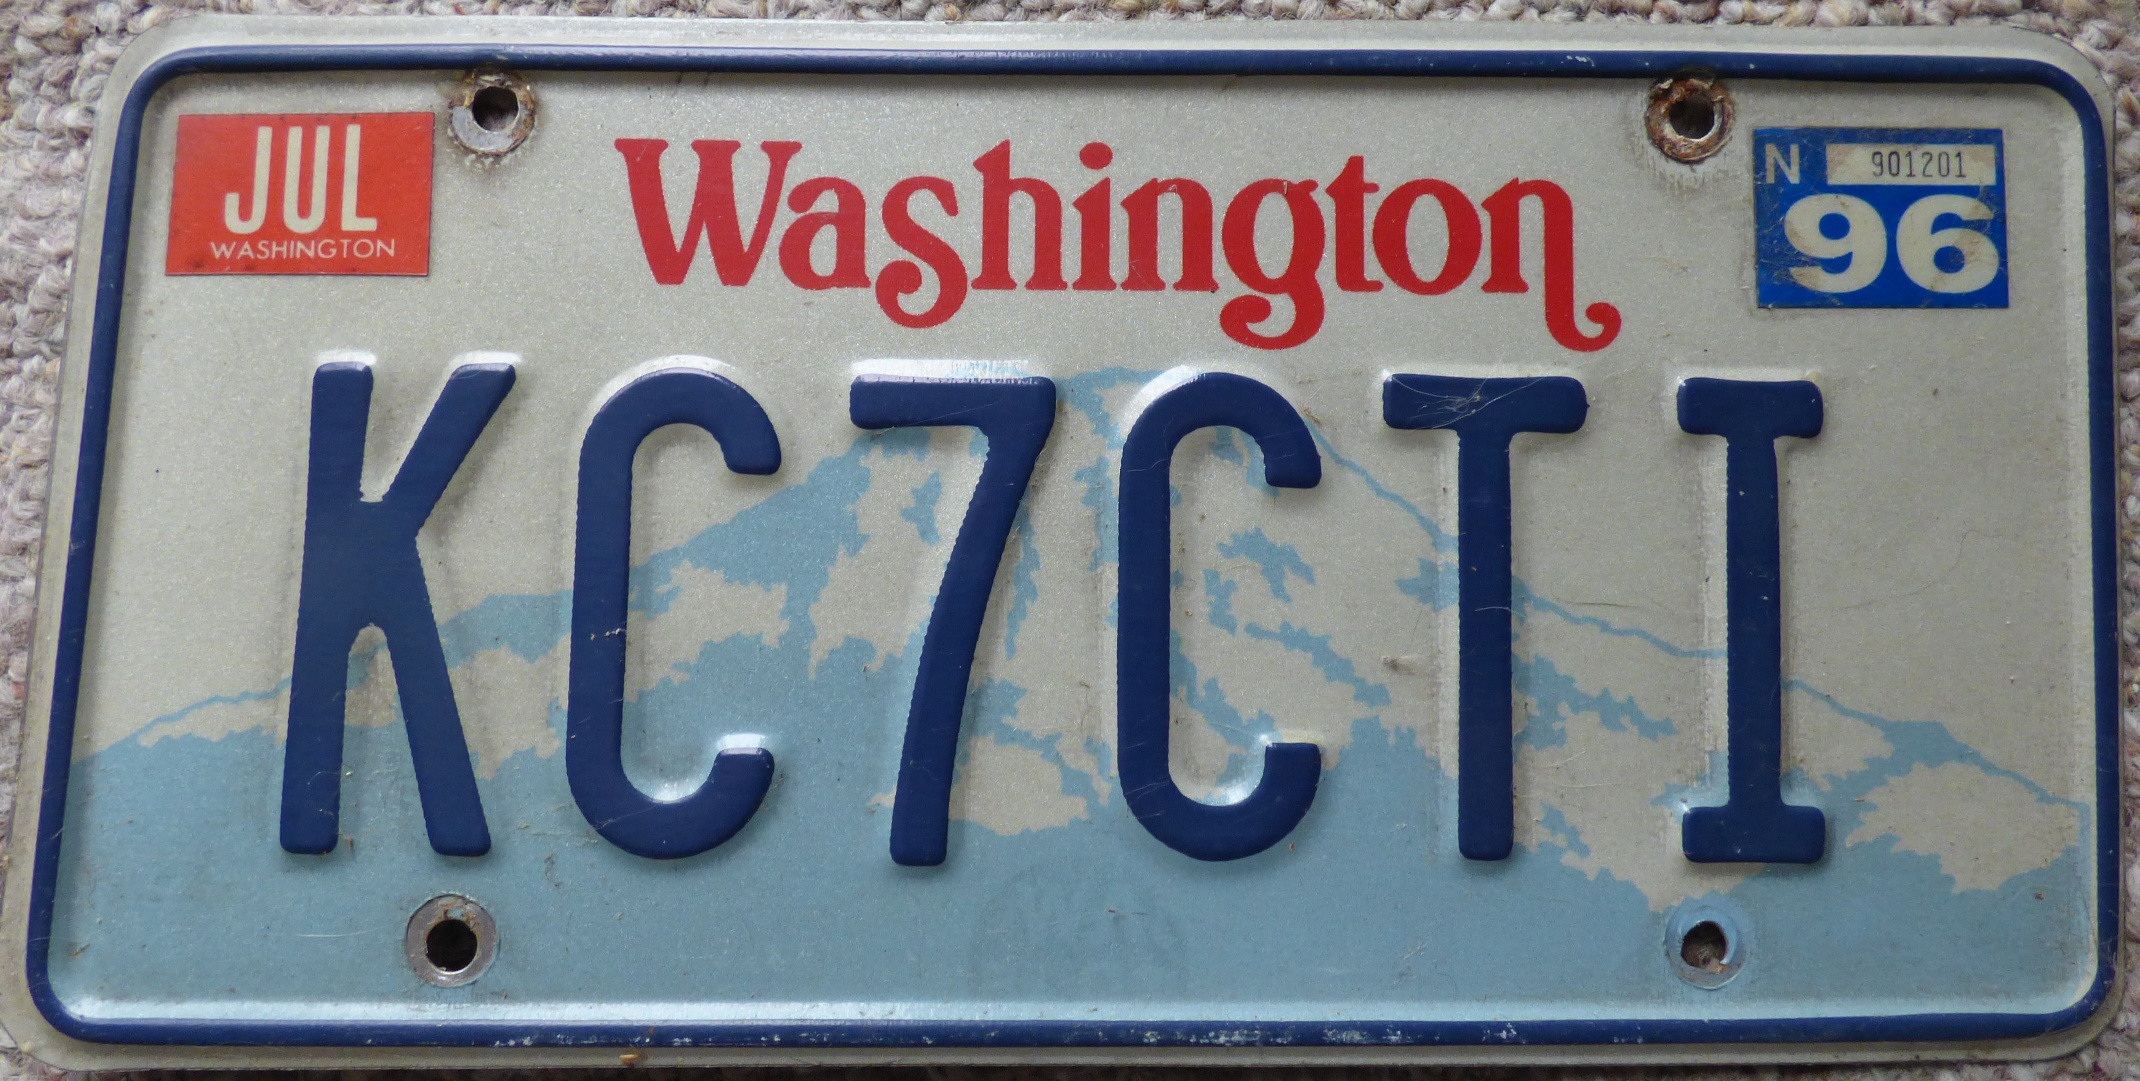 JUL
WASHINGTON
Washington
N 901201
96
KC7CTI